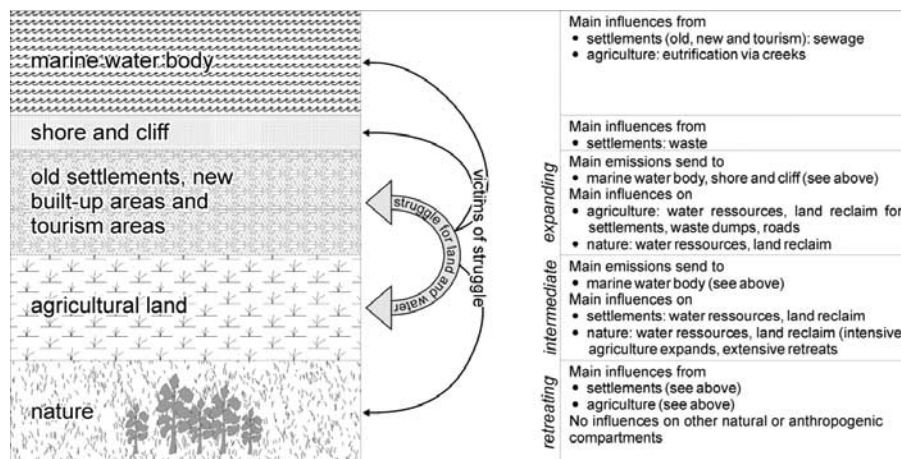 marine water body
shore and cliff
old settlements, new
built-up areas and
tourism areas
agricultural land
nature
struggle for land and water
victims of struggle
expanding
intermediate
retreating
Main influences from
• settlements (old, new and tourism): sewage
• agriculture: eutrification via creeks
Main influences from
• settlements: waste
Main emissions send to
• marine water body, shore and cliff (see above)
Main influences on
• agriculture: water ressources, land reclaim for
settlements, waste dumps, roads
• nature: water ressources, land reclaim
Main emissions send to
• marine water body (see above)
Main influences on
• settlements: water ressources, land reclaim
• nature: water ressources, land reclaim (intensive
agriculture expands, extensive retreats
Main influences from
• settlements (see above)
• agriculture (see above)
No influences on other natural or anthropogenic
compartments